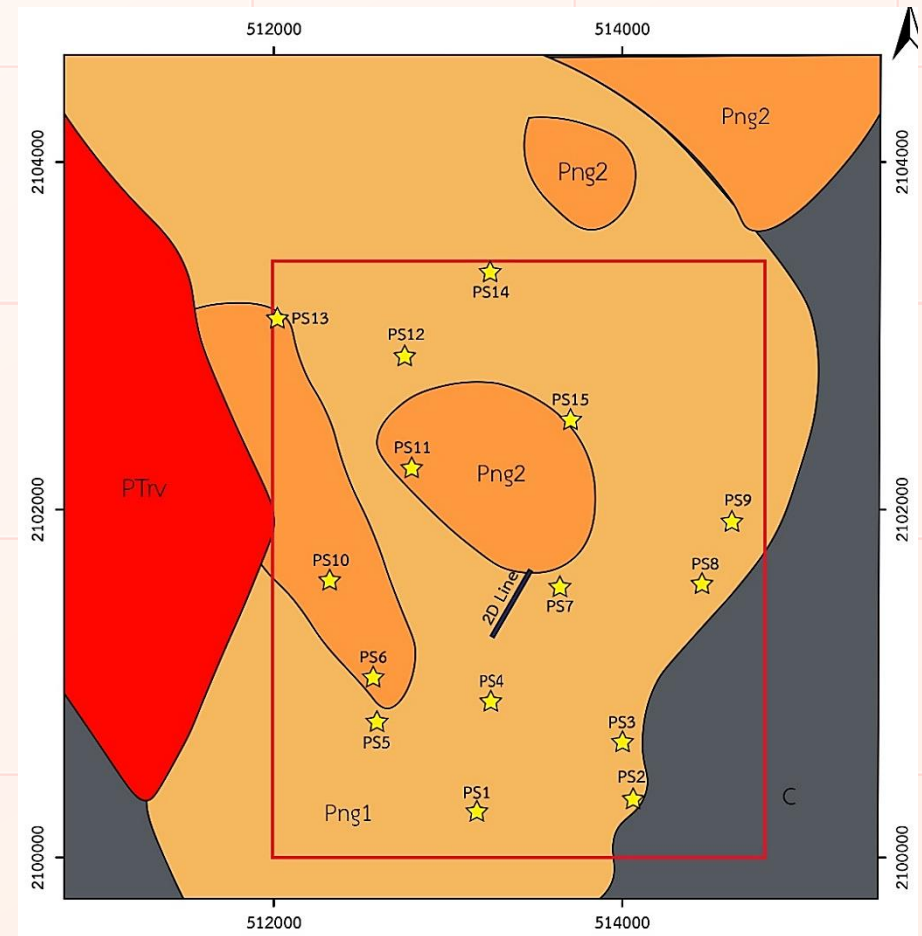 512000
514000
Png2
2104000
2104000
Png2
PS14
PS13
PS12
PS15
PS11
Png2
PTrv
2102000
2102000
PS9
PS10
PS8
2D Line
PS7
PS6
PS4
PS5
PS3
PS2
PS1
C
Png1
2100000
2100000
512000
514000